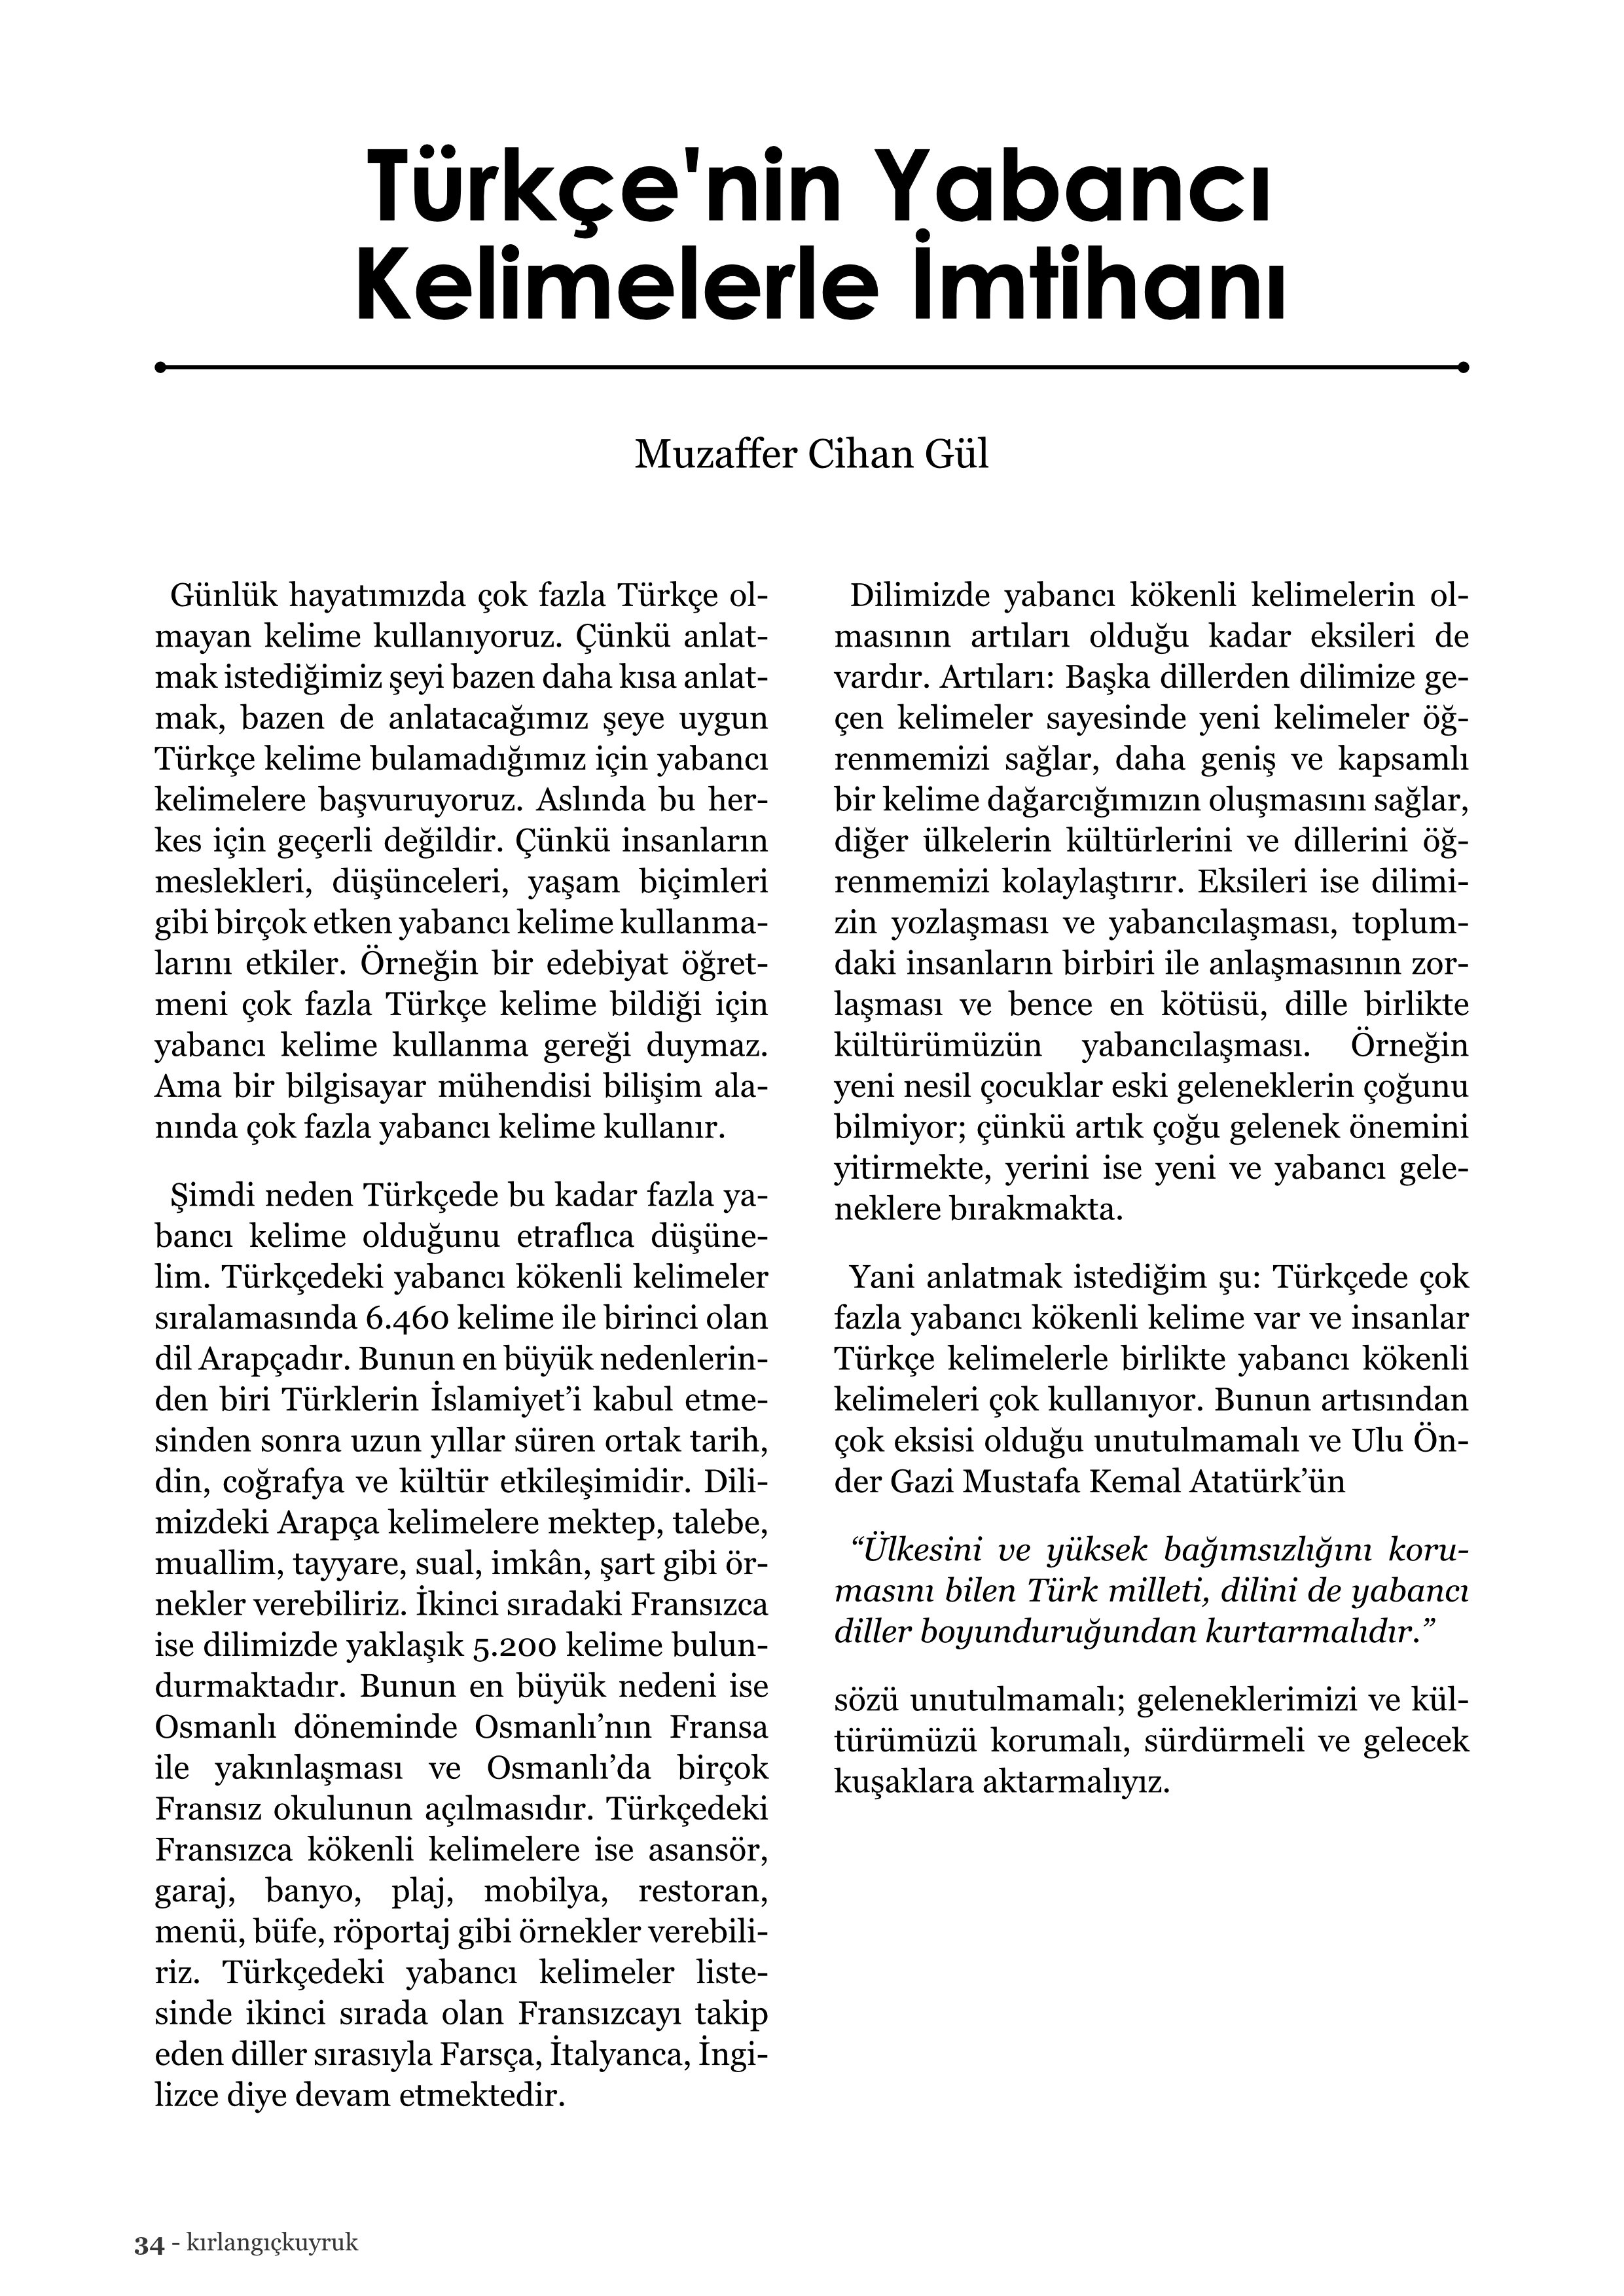 Türkçe'nin Yabancı
Kelimelerle İmtihanı
Muzaffer Cihan Gül
Günlük hayatımızda çok fazla Türkçe ol-
mayan kelime kullanıyoruz. Çünkü anlat-
mak istediğimiz şeyi bazen daha kısa anlat-
mak, bazen de anlatacağımız şeye uygun
Türkçe kelime bulamadığımız için yabancı
kelimelere başvuruyoruz. Aslında bu her-
kes için geçerli değildir. Çünkü insanların
meslekleri, düşünceleri, yaşam biçimleri
gibi birçok etken yabancı kelime kullanma-
larını etkiler. Örneğin bir edebiyat öğret-
meni çok fazla Türkçe kelime bildiği için
yabancı kelime kullanma gereği duymaz.
Ama bir bilgisayar mühendisi bilişim ala-
nında çok fazla yabancı kelime kullanır.
Şimdi neden Türkçede bu kadar fazla ya-
bancı kelime olduğunu etraflıca düşüne-
lim. Türkçedeki yabancı kökenli kelimeler
sıralamasında 6.460 kelime ile birinci olan
dil Arapçadır. Bunun en büyük nedenlerin-
den biri Türklerin İslamiyet’i kabul etme-
sinden sonra uzun yıllar süren ortak tarih,
din, coğrafya ve kültür etkileşimidir. Dili-
mizdeki Arapça kelimelere mektep, talebe,
muallim, tayyare, sual, imkân, şart gibi ör-
nekler verebiliriz. İkinci sıradaki Fransızca
ise dilimizde yaklaşık 5.200 kelime bulun-
durmaktadır. Bunun en büyük nedeni ise
Osmanlı döneminde Osmanlı’nın Fransa
ile yakınlaşması ve Osmanlı’da birçok
Fransız okulunun açılmasıdır. Türkçedeki
Fransızca kökenli kelimelere ise asansör,
garaj, banyo, plaj, mobilya, restoran,
menü, büfe, röportaj gibi örnekler verebili-
riz. Türkçedeki yabancı kelimeler liste-
sinde ikinci sırada olan Fransızcayı takip
eden diller sırasıyla Farsça, İtalyanca, İngi-
lizce diye devam etmektedir.
Dilimizde yabancı kökenli kelimelerin ol-
masının artıları olduğu kadar eksileri de
vardır. Artıları: Başka dillerden dilimize ge-
çen kelimeler sayesinde yeni kelimeler öğ-
renmemizi sağlar, daha geniş ve kapsamlı
bir kelime dağarcığımızın oluşmasını sağlar,
diğer ülkelerin kültürlerini ve dillerini öğ-
renmemizi kolaylaştırır. Eksileri ise dilimi-
zin yozlaşması ve yabancılaşması, toplum-
daki insanların birbiri ile anlaşmasının zor-
laşması ve bence en kötüsü, dille birlikte
kültürümüzün yabancılaşması. Örneğin
yeni nesil çocuklar eski geleneklerin çoğunu
bilmiyor; çünkü artık çoğu gelenek önemini
yitirmekte, yerini ise yeni ve yabancı gele-
neklere bırakmakta.
Yani anlatmak istediğim şu: Türkçede çok
fazla yabancı kökenli kelime var ve insanlar
Türkçe kelimelerle birlikte yabancı kökenli
kelimeleri çok kullanıyor. Bunun artısından
çok eksisi olduğu unutulmamalı ve Ulu Ön-
der Gazi Mustafa Kemal Atatürk’ün
“Ülkesini ve yüksek bağımsızlığını koru-
masını bilen Türk milleti, dilini de yabancı
diller boyunduruğundan kurtarmalıdır.”
sözü unutulmamalı; geleneklerimizi ve kül-
türümüzü korumalı, sürdürmeli ve gelecek
kuşaklara aktarmalıyız.
34 - kırlangıçkuyruk